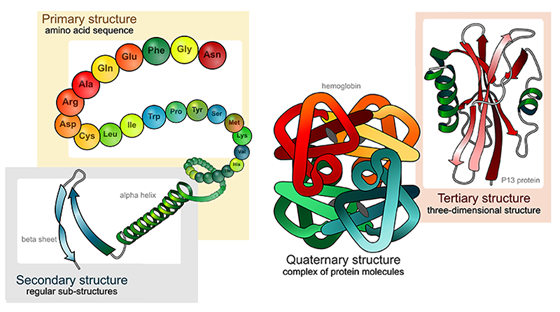 Primary structure
amino acid sequence
Asn
Gly
Phe
Glu
Gln
Ala
Arg
Asp
Cys
Leu
Ile
Trp
Pro
Tyr
Ser
Met
Lys
Val
His
alpha helix
beta sheet
Secondary structure
regular sub-structures
hemoglobin
Quaternary structure
complex of protein molecules
P13 protein
Tertiary structure
three-dimensional structure